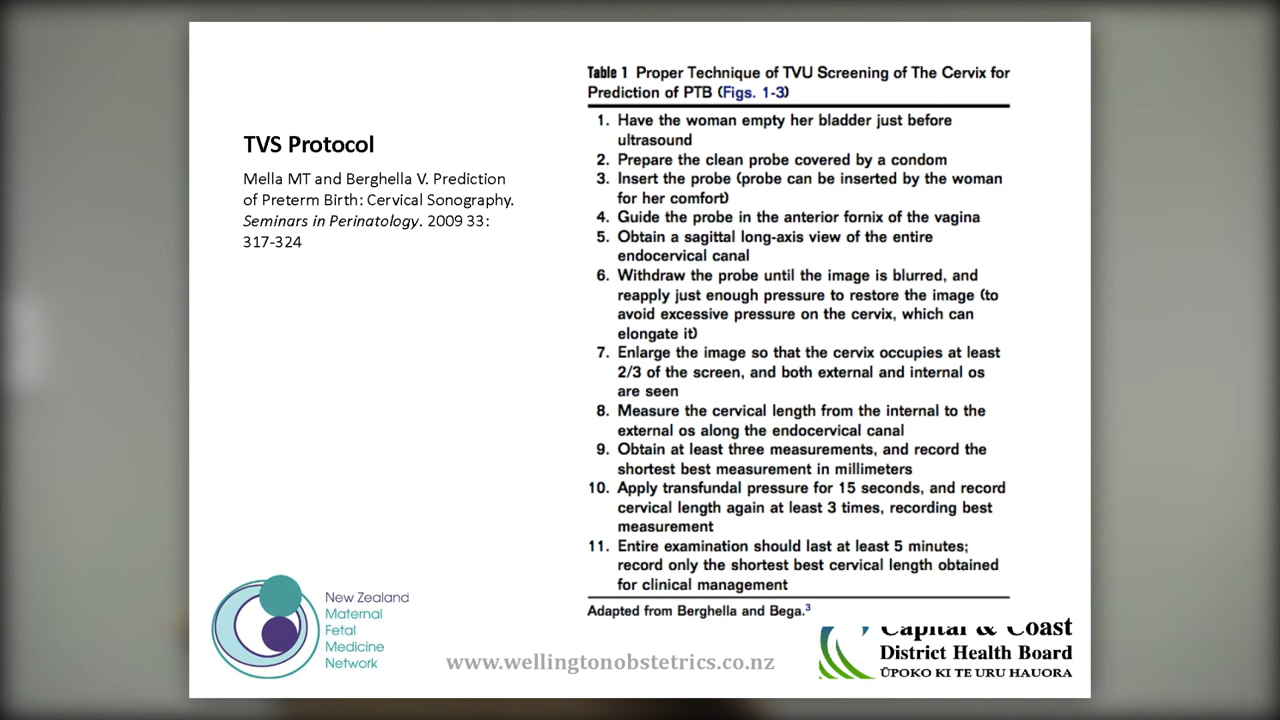 TVS Protocol
Mella MT and Berghella V. Prediction
of Preterm Birth: Cervical Sonography.
Seminars in Perinatology. 2009 33:
317-324
Table 1 Proper Technique of TVU Screening of The Cervix for
Prediction of PTB (Figs. 1-3)
1. Have the woman empty her bladder just before
ultrasound
2. Prepare the clean probe covered by a condom
3. Insert the probe (probe can be inserted by the woman
for her comfort)
4. Guide the probe in the anterior fornix of the vagina
5. Obtain a sagittal long-axis view of the entire
endocervical canal
6. Withdraw the probe until the image is blurred, and
reapply just enough pressure to restore the image (to
avoid excessive pressure on the cervix, which can
elongate it)
7. Enlarge the image so that the cervix occupies at least
2/3 of the screen, and both external and internal os
are seen
8. Measure the cervical length from the internal to the
external os along the endocervical canal
9. Obtain at least three measurements, and record the
shortest best measurement in millimeters
10. Apply transfundal pressure for 15 seconds, and record
cervical length again at least 3 times, recording best
measurement
11. Entire examination should last at least 5 minutes;
record only the shortest best cervical length obtained
for clinical management
Adapted from Berghella and Bega.3
New Zealand
Maternal
Fetal
Medicine
Network
www.wellingtonobstetrics.co.nz
Capital & Coast
District Health Board
ŪPOKO KI TE URU HAUORA